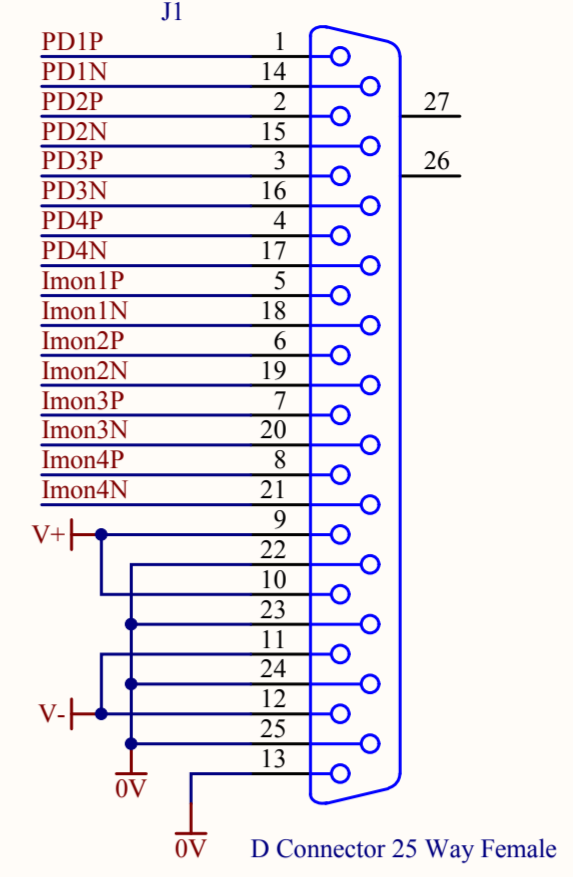 J1
PD1P 1
PD1N 14
PD2P 2 27
PD2N 15
PD3P 3 26
PD3N 16
PD4P 4
PD4N 17
Imon1P 5
Imon1N 18
Imon2P 6
Imon2N 19
Imon3P 7
Imon3N 20
Imon4P 8
Imon4N 21
V+ 9
22
10
23
11
24
V- 12
25
0V 13
0V D Connector 25 Way Female